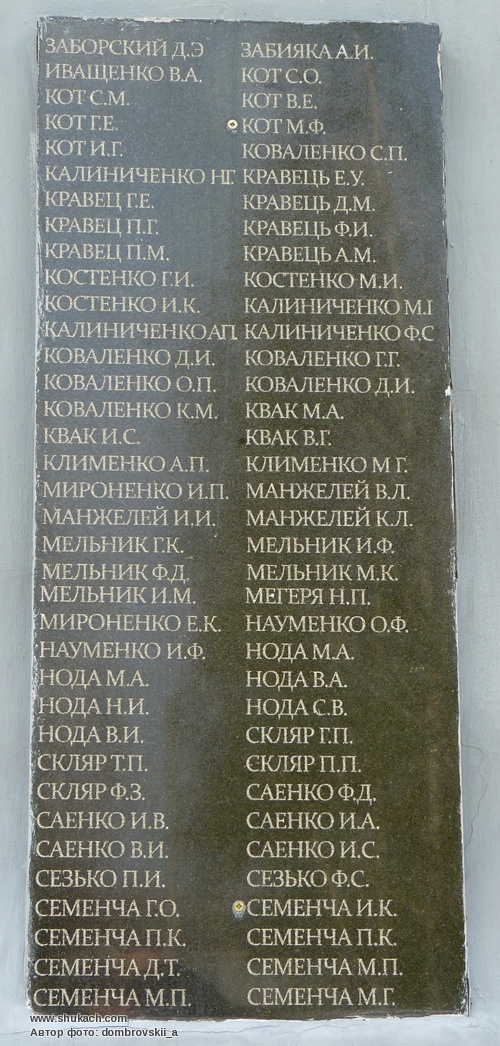 ЗАБОРСКИЙ Д.Э ЗАБИЯКА А.И.
ИВАЩЕНКО В.А. КОТ С.О.
КОТ С.М. КОТ В.Е.
КОТ Г.Е. КОТ М.Ф.
КОТ И.Г. КОВАЛЕНКО С.П.
КАЛИНИЧЕНКО Н.Г. КРАВЕЦЬ Е.У.
КРАВЕЦ Г.Е. КРАВЕЦЬ Д.М.
КРАВЕЦ П.Г. КРАВЕЦЬ Ф.И.
КРАВЕЦ П.М. КРАВЕЦЬ А.М.
КОСТЕНКО Г.И. КОСТЕНКО М.И.
КОСТЕНКО И.К. КАЛИНИЧЕНКО М.Г
КАЛИНИЧЕНКО А.П. КАЛИНИЧЕНКО Ф.С
КОВАЛЕНКО Д.И. КОВАЛЕНКО Г.Г.
КОВАЛЕНКО О.П. КОВАЛЕНКО Д.И.
КОВАЛЕНКО К.М. КВАК М.А.
КВАК И.С. КВАК В.Г.
КЛИМЕНКО А.П. КЛИМЕНКО М Г.
МИРОНЕНКО И.П. МАНЖЕЛЕЙ В.Л.
МАНЖЕЛЕЙ И.И. МАНЖЕЛЕЙ К.Л.
МЕЛЬНИК Г.К. МЕЛЬНИК И.Ф.
МЕЛЬНИК Ф.Д. МЕЛЬНИК М.К.
МЕЛЬНИК И.М. МЕГЕРЯ Н.П.
МИРОНЕНКО Е.К. НАУМЕНКО О.Ф.
НАУМЕНКО И.Ф. НОДА М.А.
НОДА М.А. НОДА В.А.
НОДА Н.И. НОДА С.В.
НОДА В.И. СКЛЯР Г.П.
СКЛЯР Т.П. СКЛЯР П.П.
СКЛЯР Ф.З. САЕНКО Ф.Д.
САЕНКО И.В. САЕНКО И.А.
САЕНКО В.И. САЕНКО И.С.
СЕЗЬКО П.И. СЕЗЬКО Ф.С.
СЕМЕНЧА Г.О. СЕМЕНЧА И.К.
СЕМЕНЧА П.К. СЕМЕНЧА П.К.
СЕМЕНЧА Д.Т. СЕМЕНЧА М.П.
СЕМЕНЧА М.П. СЕМЕНЧА М.Г.
www.shukach.com
Автор фото: dombrovskii_a